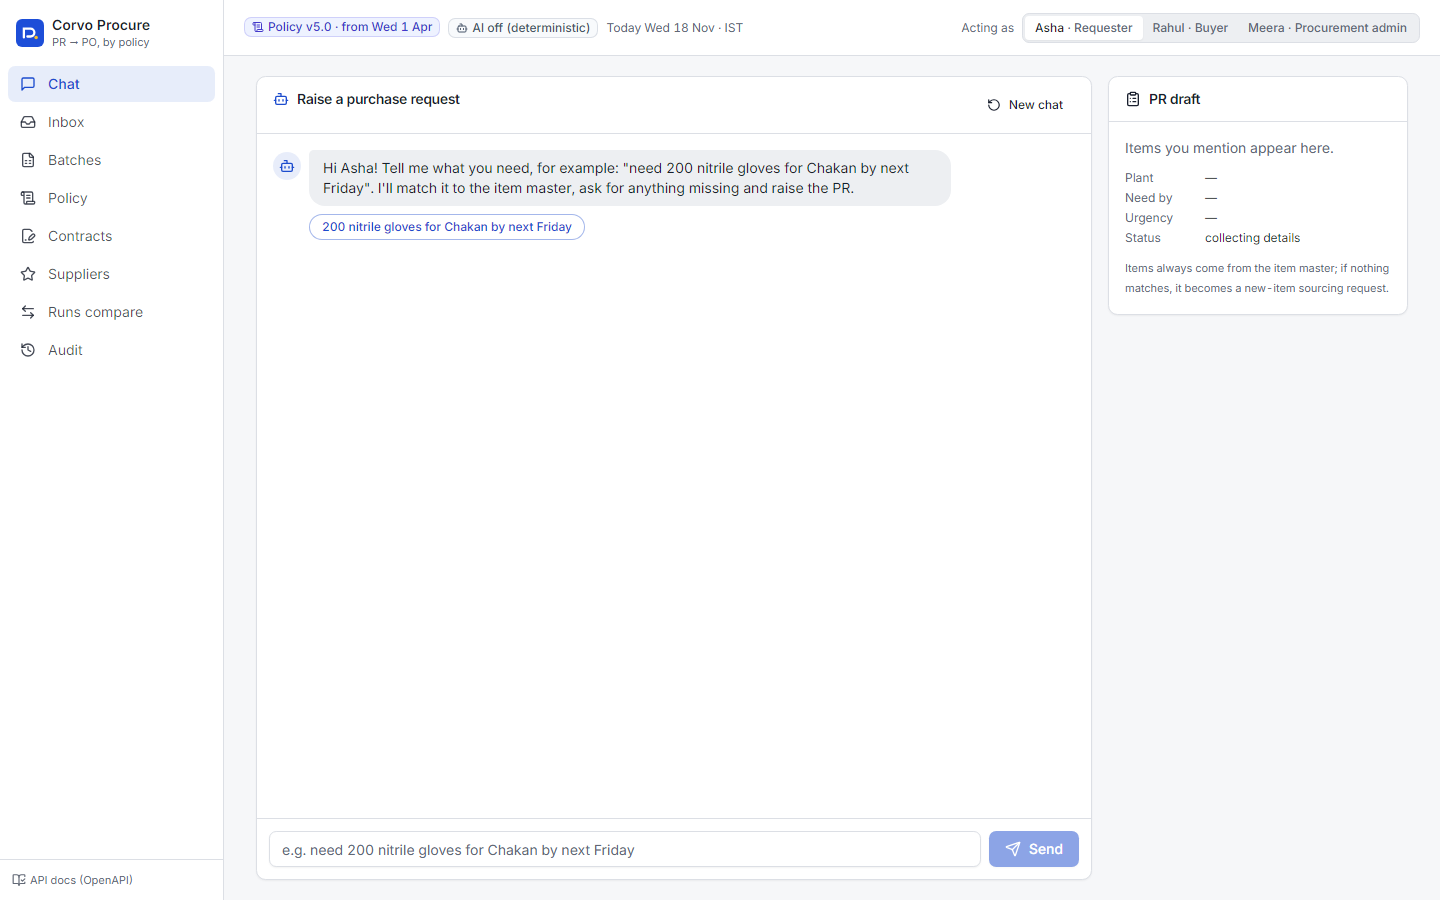 Corvo Procure
PR → PO, by policy
Chat
Inbox
Batches
Policy
Contracts
Suppliers
Runs compare
Audit
API docs (OpenAPI)
Policy v5.0 · from Wed 1 Apr
AI off (deterministic)
Today Wed 18 Nov · IST
Acting as
Asha · Requester
Rahul · Buyer
Meera · Procurement admin
Raise a purchase request
New chat
Hi Asha! Tell me what you need, for example: "need 200 nitrile gloves for Chakan by next
Friday". I'll match it to the item master, ask for anything missing and raise the PR.
200 nitrile gloves for Chakan by next Friday
e.g. need 200 nitrile gloves for Chakan by next Friday
Send
PR draft
Items you mention appear here.
Plant —
Need by —
Urgency —
Status collecting details
Items always come from the item master; if nothing
matches, it becomes a new-item sourcing request.